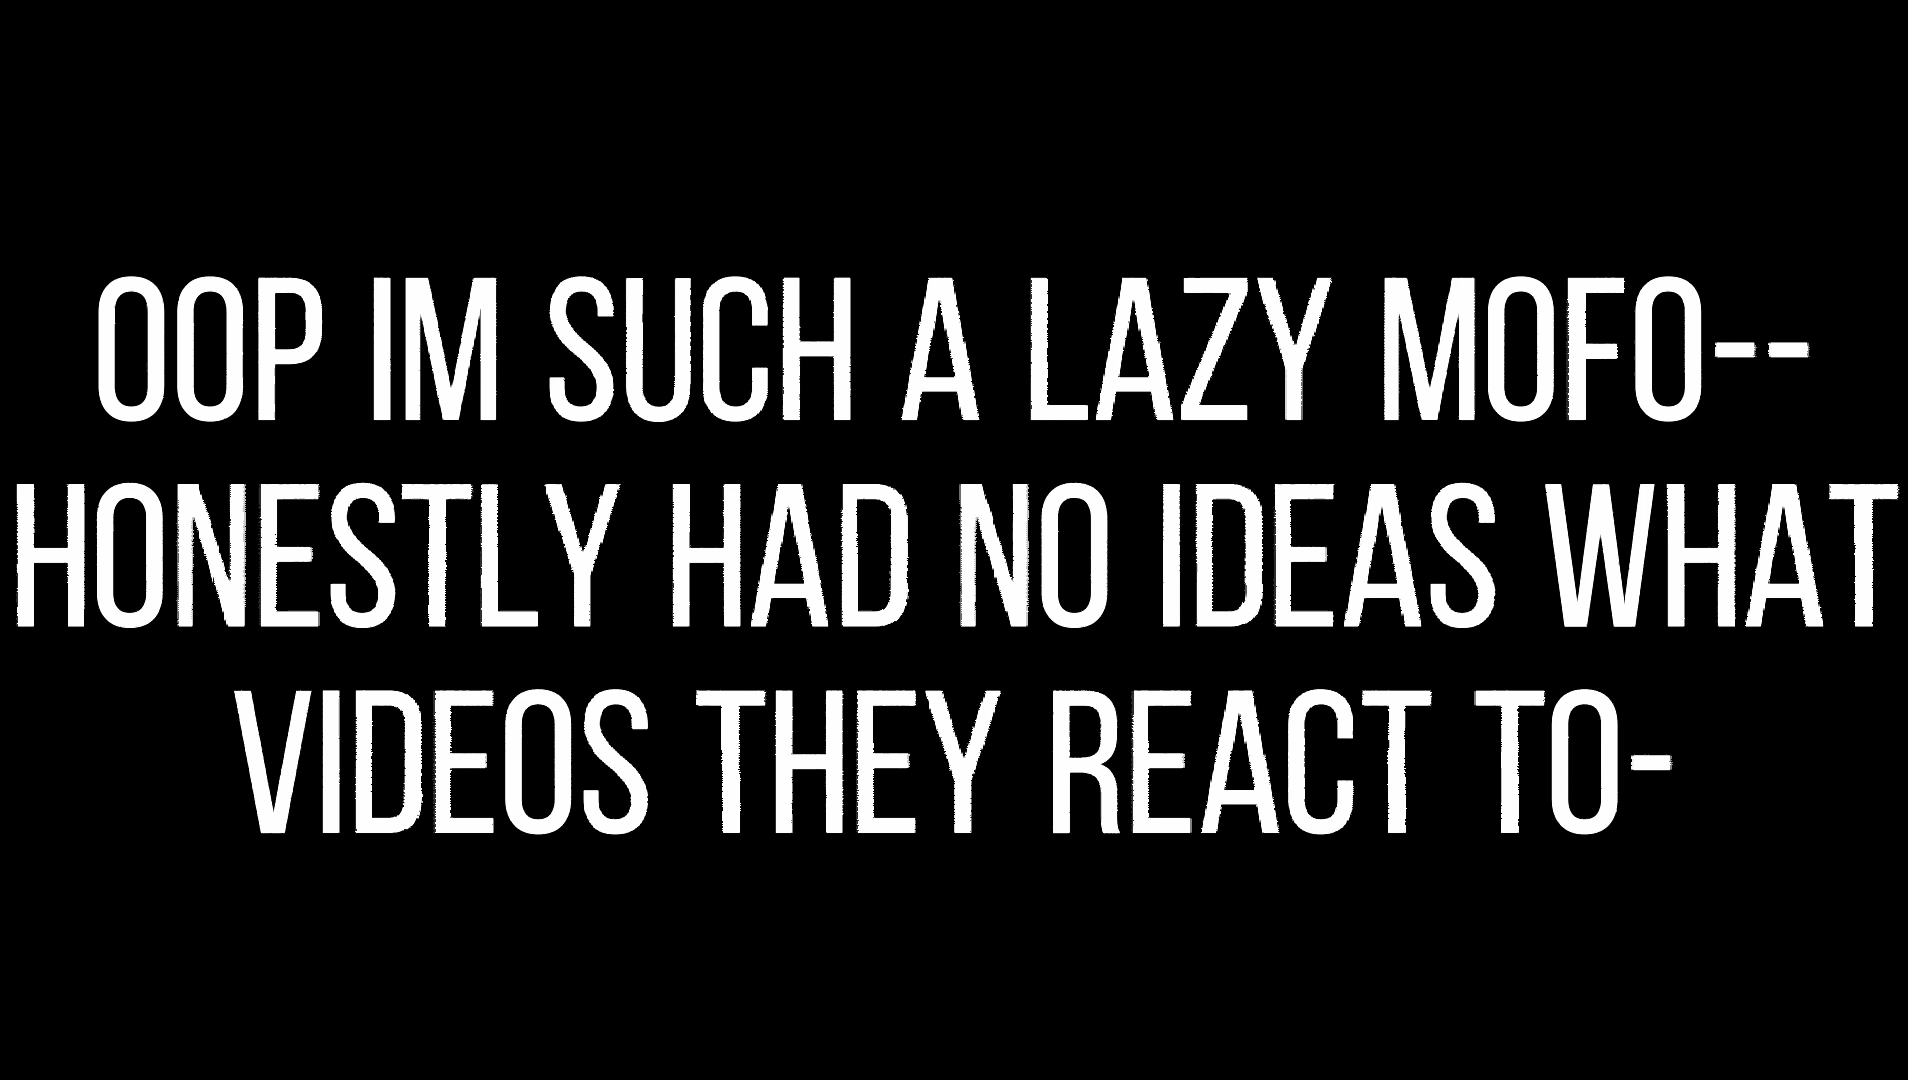 OOP IM SUCH A LAZY MOFO--
HONESTLY HAD NO IDEAS WHAT
VIDEOS THEY REACT TO-